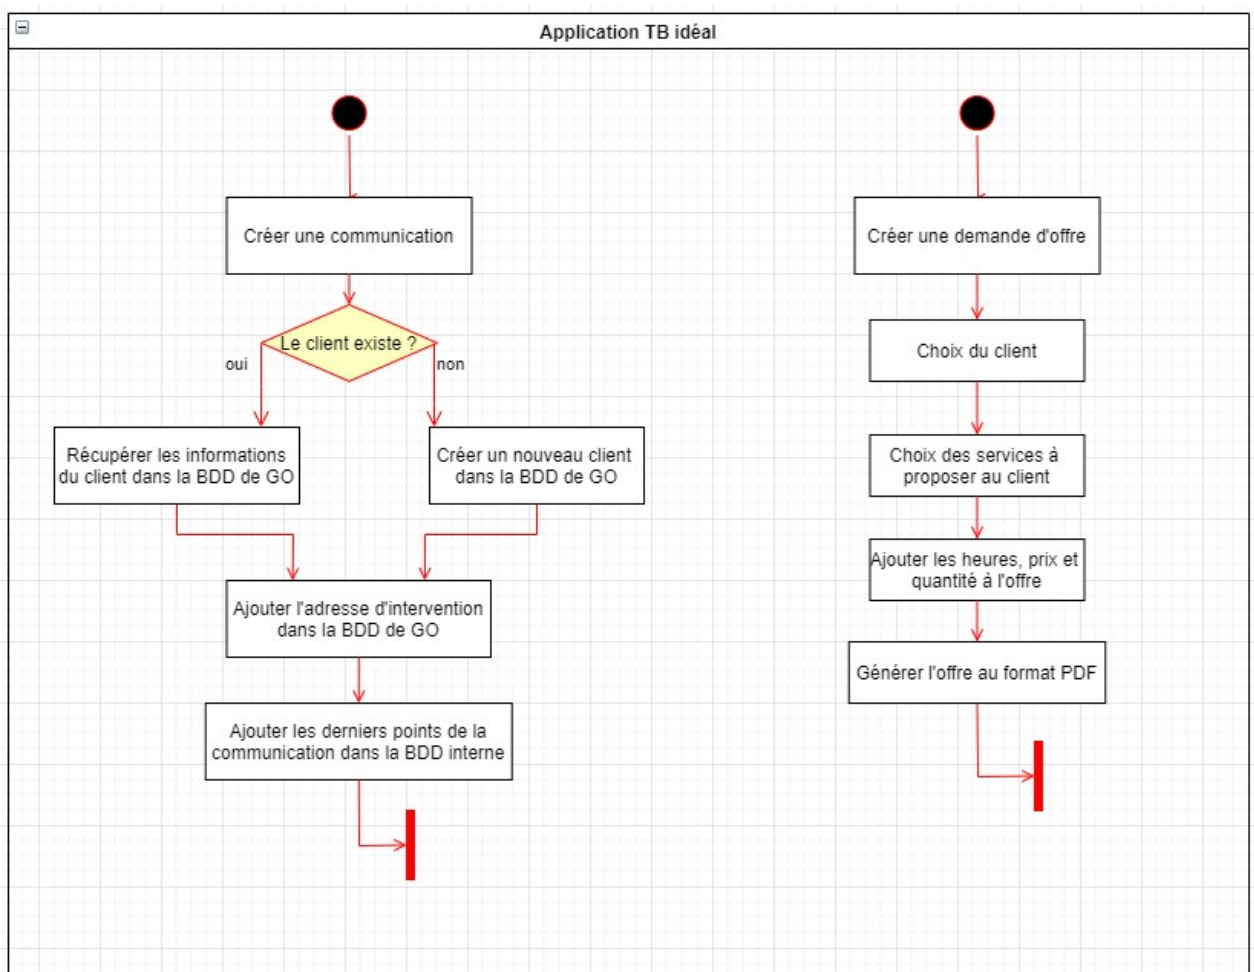 Application TB idéal
Créer une communication
Le client existe ?
oui
non
Récupérer les informations
du client dans la BDD de GO
Créer un nouveau client
dans la BDD de GO
Ajouter l'adresse d'intervention
dans la BDD de GO
Ajouter les derniers points de la
communication dans la BDD interne
Créer une demande d'offre
Choix du client
Choix des services à
proposer au client
Ajouter les heures, prix et
quantité à l'offre
Générer l'offre au format PDF